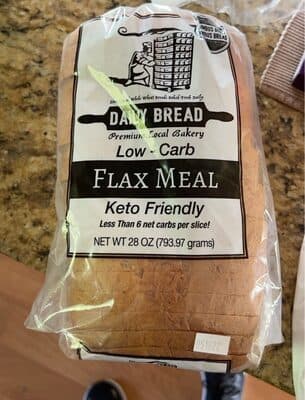 DAILY BREAD
Premium Local Bakery
Low - Carb
FLAX MEAL
Keto Friendly
Less Than 6 net carbs per slice!
NET WT 28 OZ (793.97 grams)